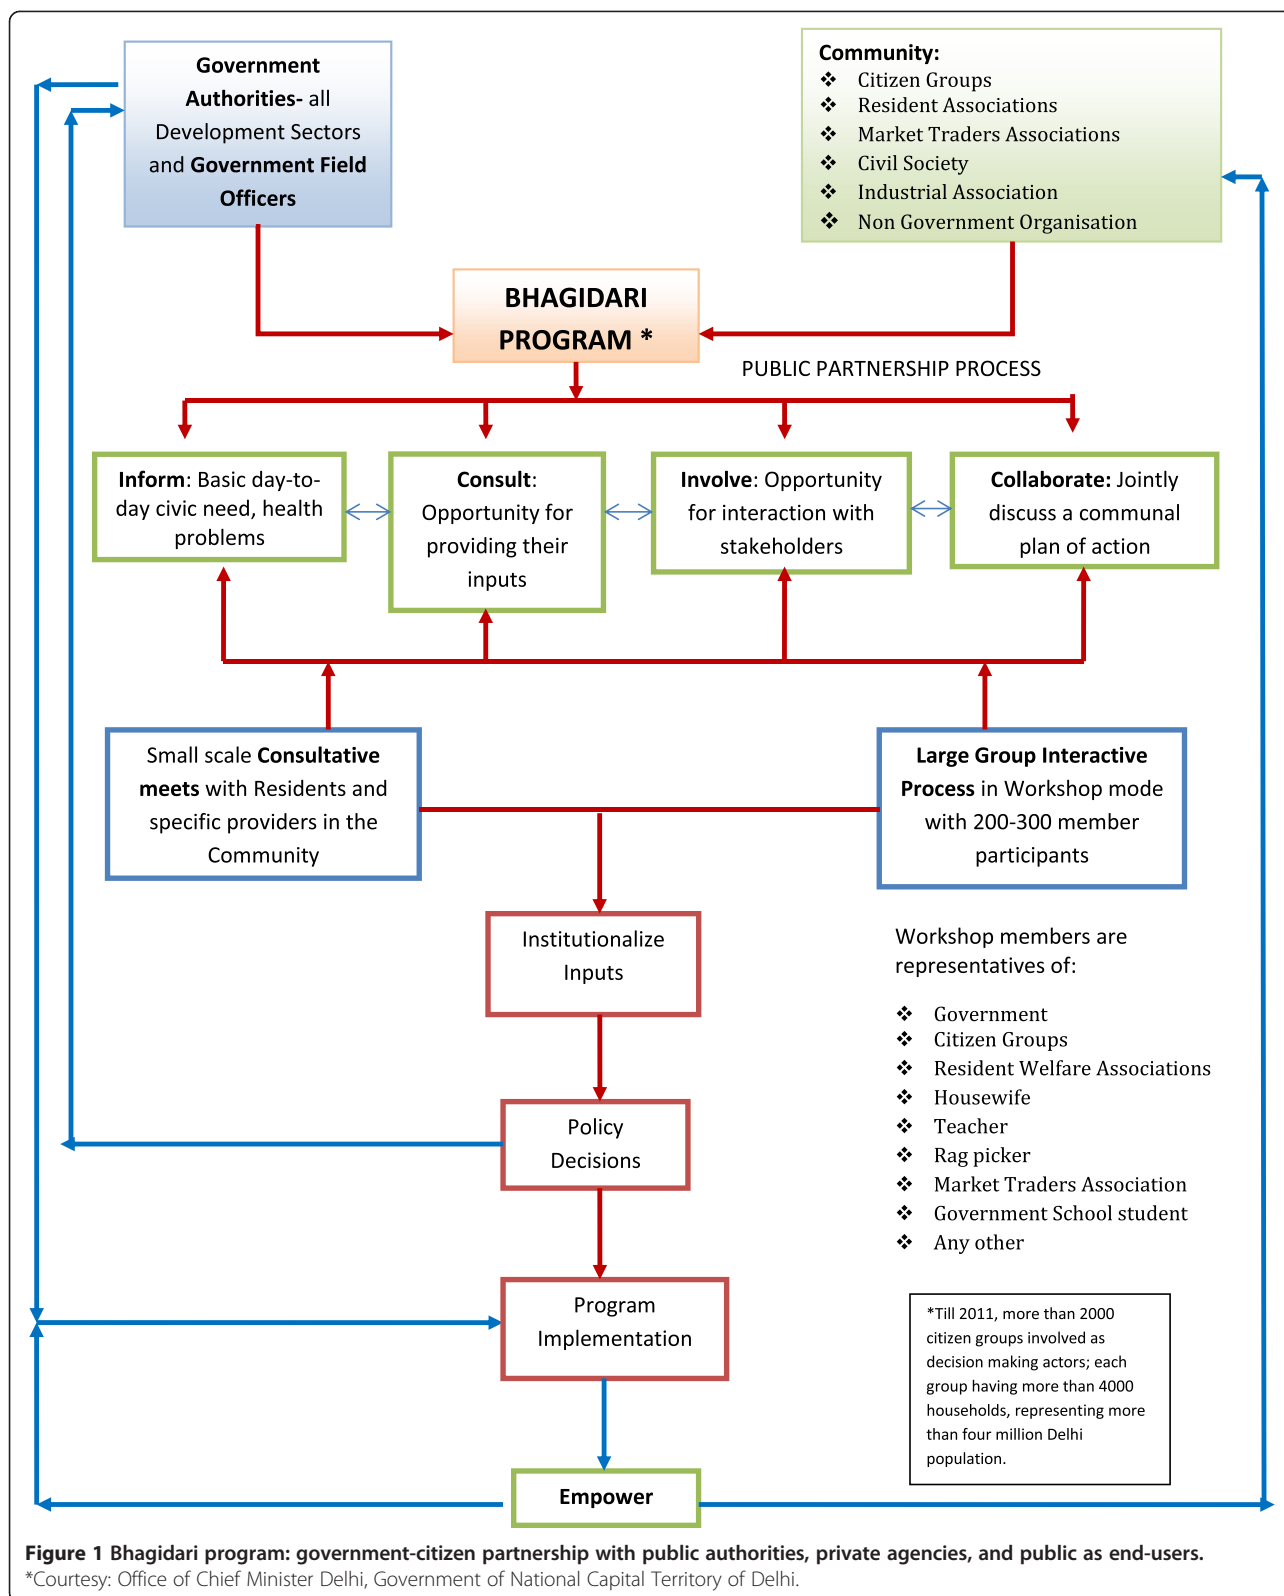 Government
Authorities- all
Development Sectors
and Government Field
Officers
Community:
❖ Citizen Groups
❖ Resident Associations
❖ Market Traders Associations
❖ Civil Society
❖ Industrial Association
❖ Non Government Organisation
BHAGIDARI
PROGRAM *
PUBLIC PARTNERSHIP PROCESS
Inform: Basic day-to-
day civic need, health
problems
Consult:
Opportunity for
providing their
inputs
Involve: Opportunity
for interaction with
stakeholders
Collaborate: Jointly
discuss a communal
plan of action
Small scale Consultative
meets with Residents and
specific providers in the
Community
Large Group Interactive
Process in Workshop mode
with 200-300 member
participants
Institutionalize
Inputs
Workshop members are
representatives of:
❖ Government
❖ Citizen Groups
❖ Resident Welfare Associations
❖ Housewife
❖ Teacher
❖ Rag picker
❖ Market Traders Association
❖ Government School student
❖ Any other
Policy
Decisions
Program
Implementation
*Till 2011, more than 2000
citizen groups involved as
decision making actors; each
group having more than 4000
households, representing more
than four million Delhi
population.
Empower
Figure 1 Bhagidari program: government-citizen partnership with public authorities, private agencies, and public as end-users.
*Courtesy: Office of Chief Minister Delhi, Government of National Capital Territory of Delhi.